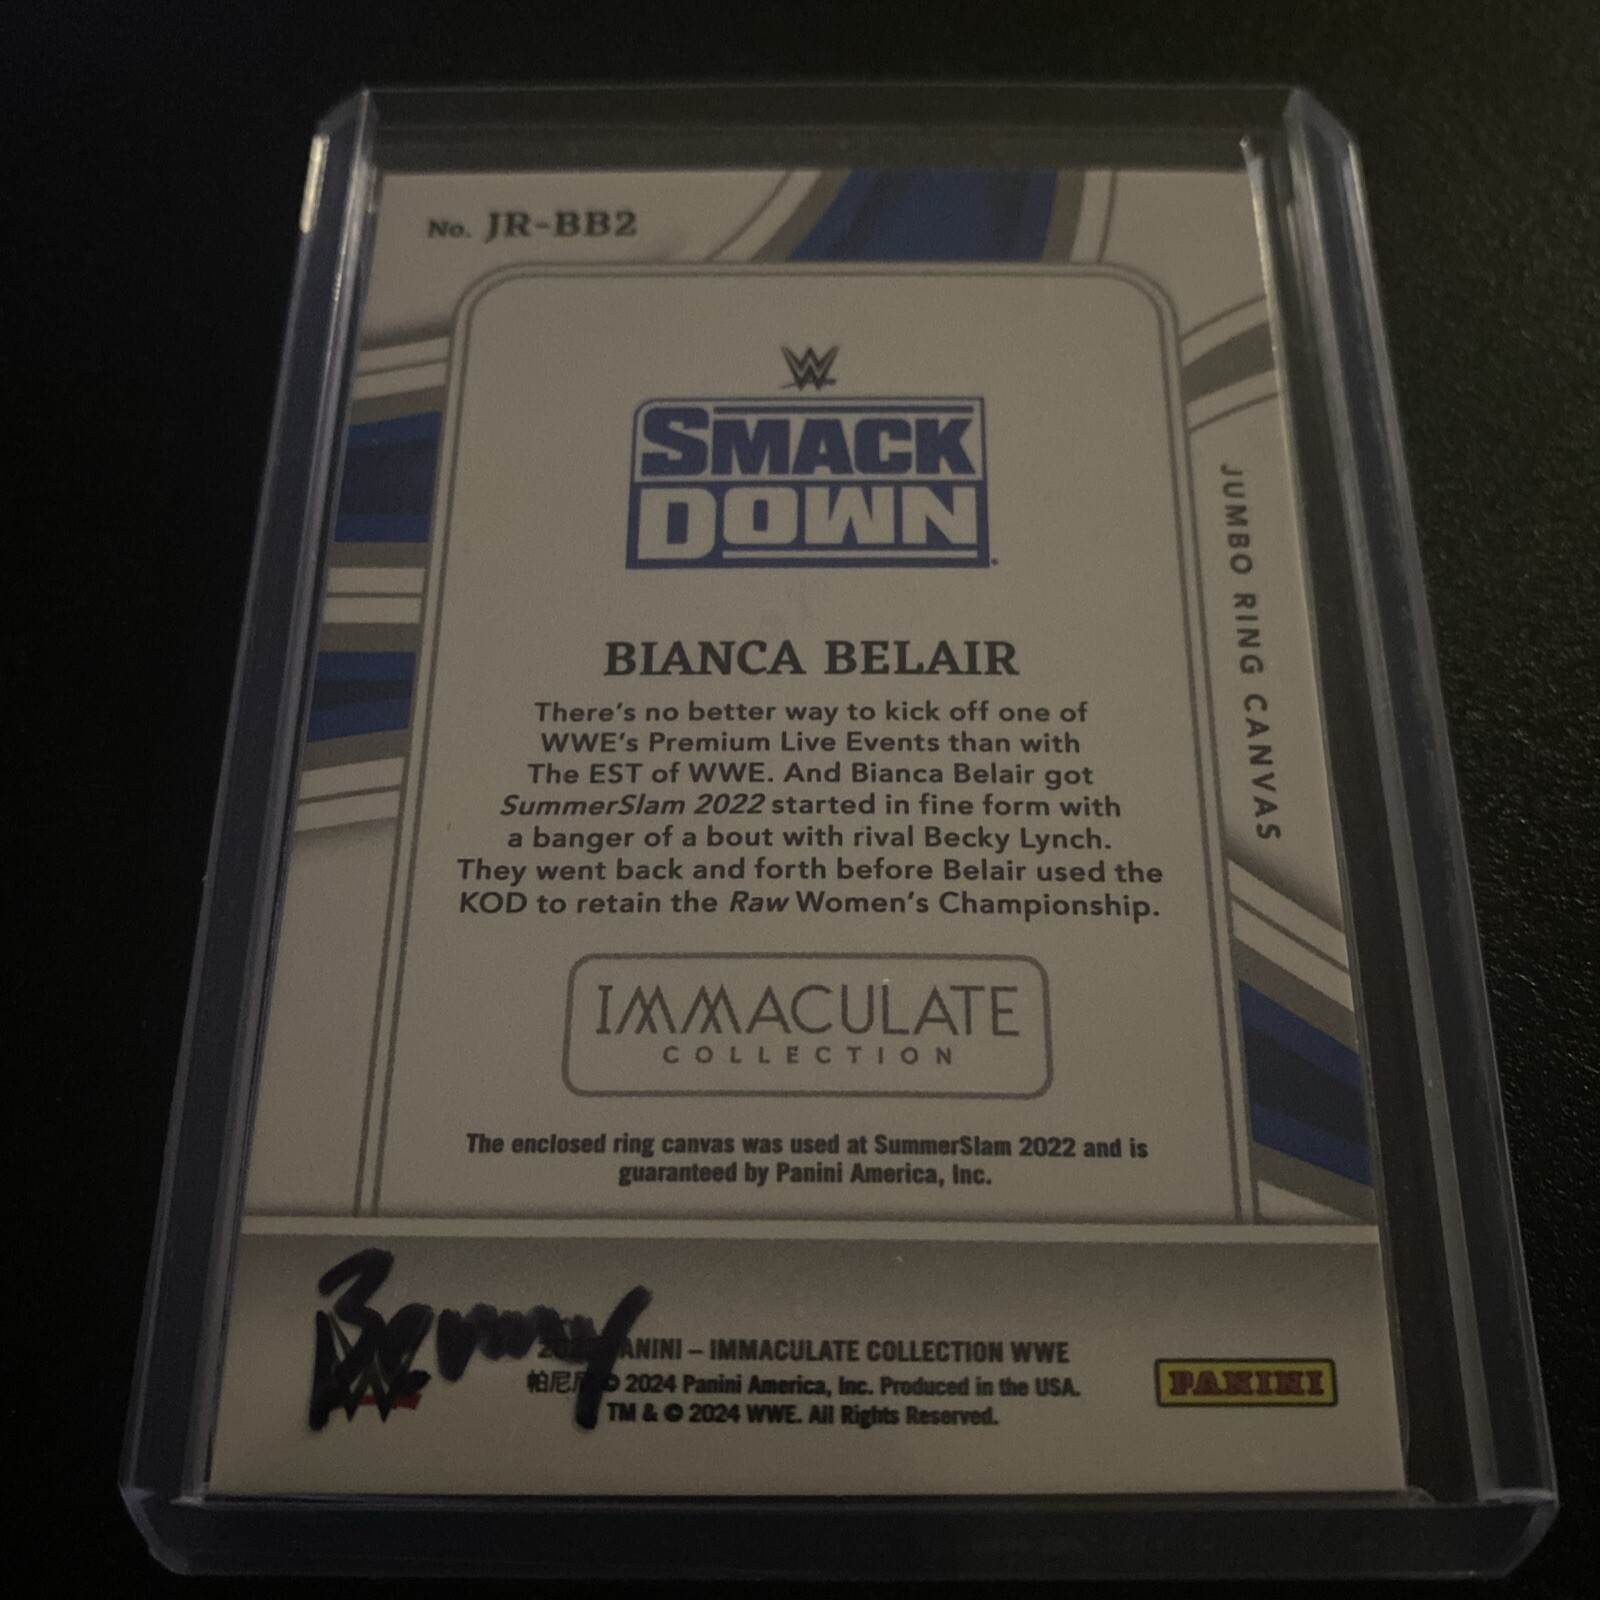 No. JR-BB2
W
SMACK
DOWN
JUMBO RING CANVAS
BIANCA BELAIR
There's no better way to kick off one of
WWE's Premium Live Events than with
The EST of WWE. And Bianca Belair got
SummerSlam 2022 started in fine form with
a banger of a bout with rival Becky Lynch.
They went back and forth before Belair used the
KOD to retain the Raw Women's Championship.
IMMACULATE
COLLECTION
The enclosed ring canvas was used at SummerSlam 2022 and is
guaranteed by Panini America, Inc.
ANINI – IMMACULATE COLLECTION WWE
帕尼 © 2024 Panini America, Inc. Produced in the USA.
TM & © 2024 WWE. All Rights Reserved.
PANINI